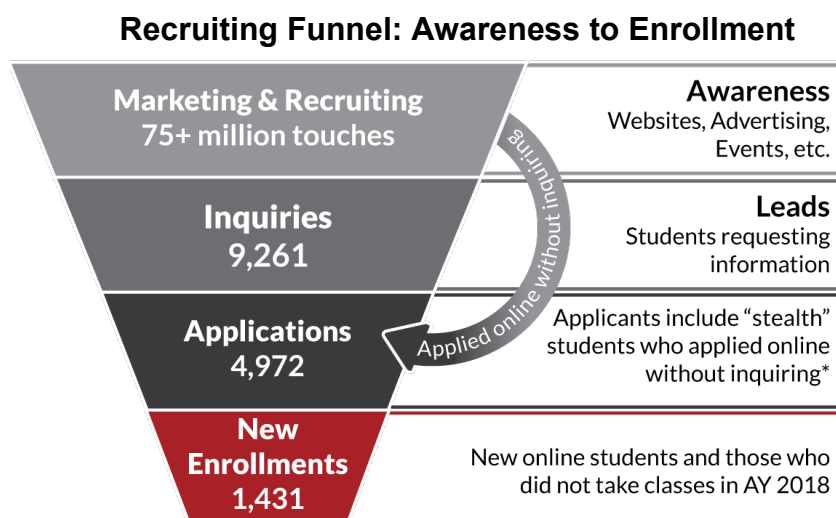 Recruiting Funnel: Awareness to Enrollment
Marketing & Recruiting
75+ million touches
Awareness
Websites, Advertising,
Events, etc.
Applied online without inquiring
Inquiries
9,261
Leads
Students requesting
information
Applications
4,972
Applicants include “stealth”
students who applied online
without inquiring*
New
Enrollments
1,431
New online students and those who
did not take classes in AY 2018